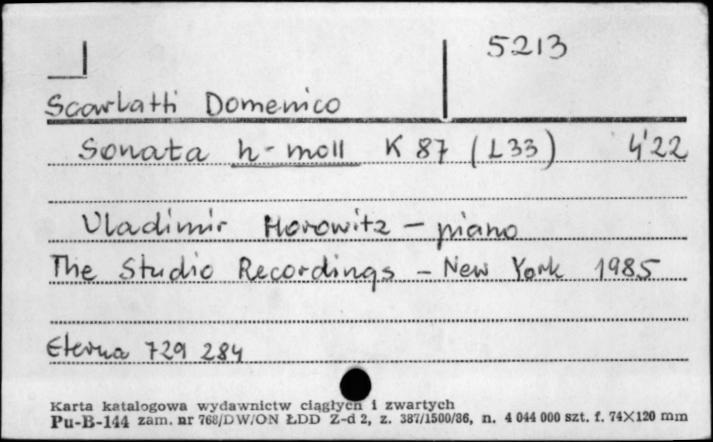 5213
Scarlatti Domenico
Sonata h-moll K 87 (L33) 4'22
Vladimir Horowitz - piano
The Studio Recordings - New York 1985
Eterna 729 284
Karta katalogowa wydawnictw ciągłych i zwartych
Pu-B-144 zam. nr 768/DW/ON ŁDD Z-d 2, z. 387/1500/86, n. 4 044 000 szt. f. 74X120 mm